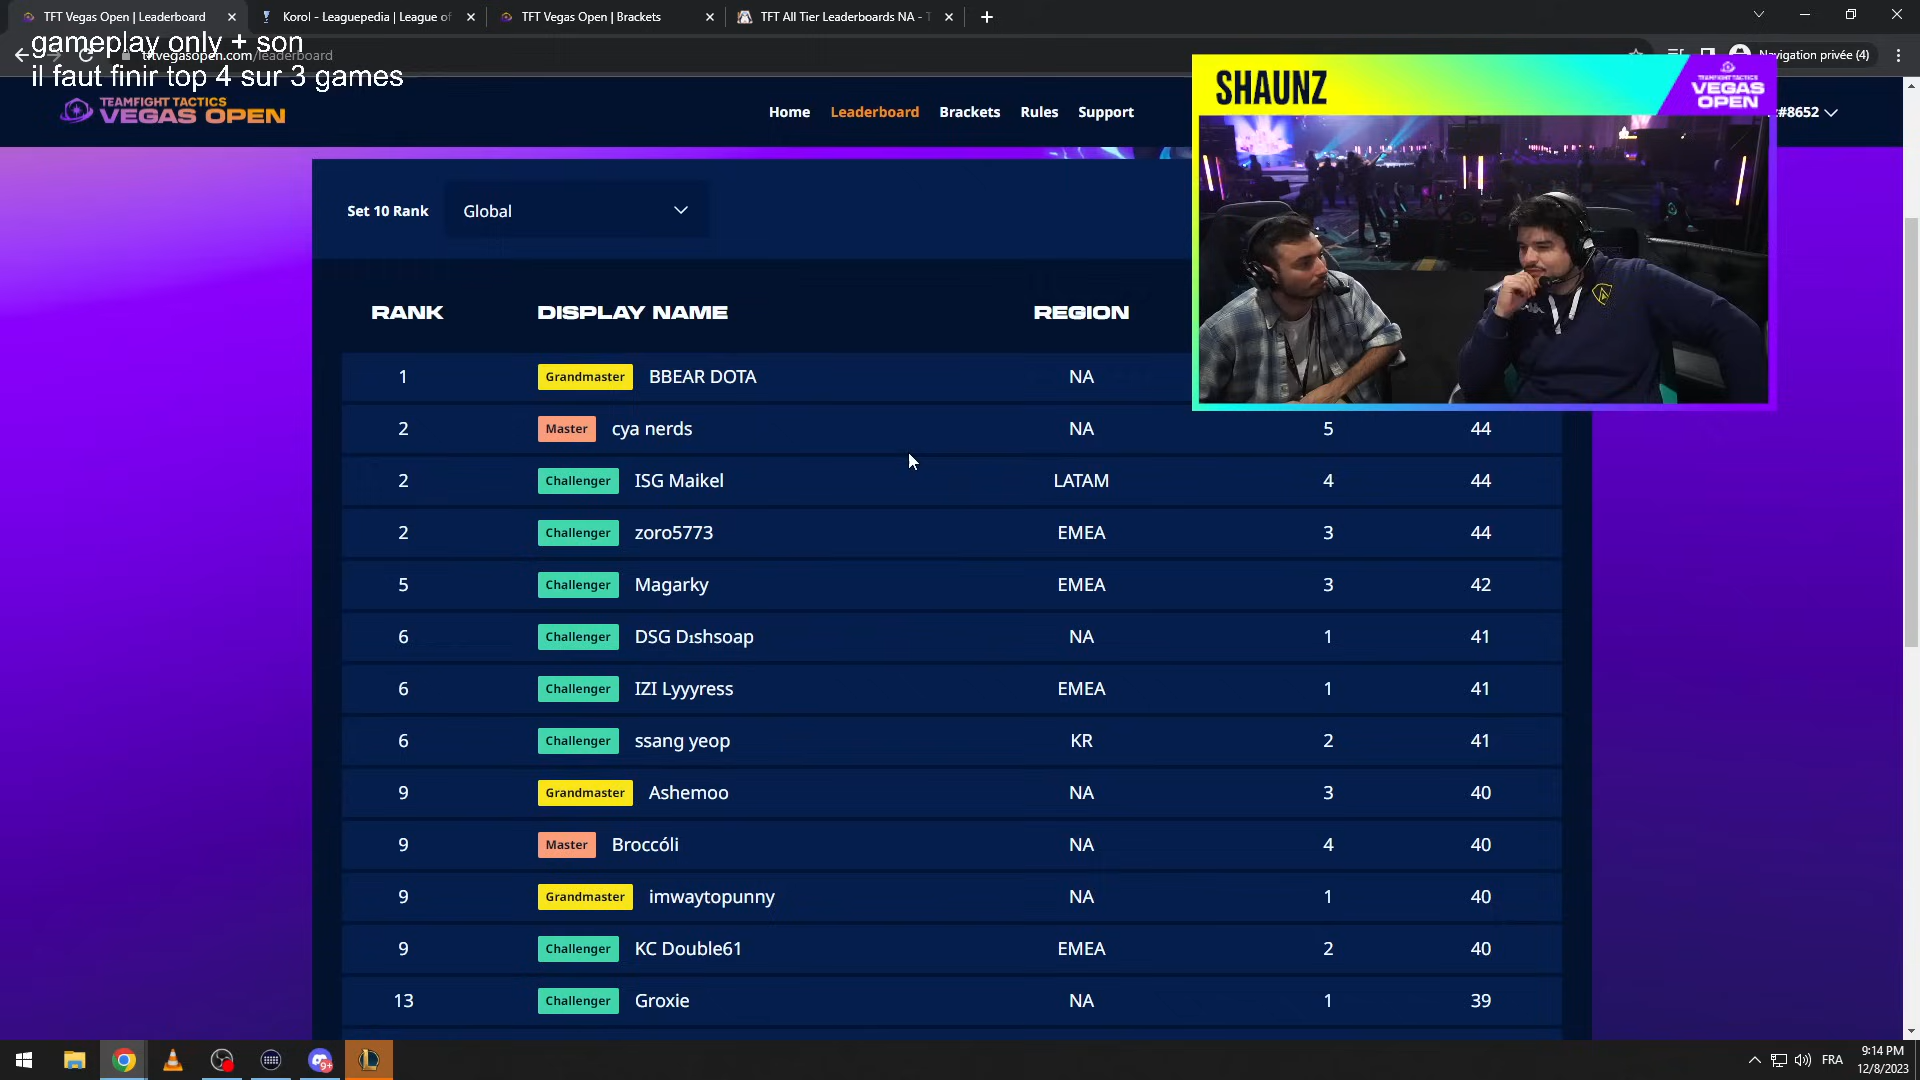 TFT Vegas Open | Leaderboard
Korol - Leaguepedia | League of
TFT Vegas Open | Brackets
TFT All Tier Leaderboards NA - T
gameplay only + son
tftvegasopen.com/leaderboard
Navigation privée (4)
il faut finir top 4 sur 3 games
TEAMFIGHT TACTICS
VEGAS OPEN
Home
Leaderboard
Brackets
Rules
Support
#8652
SHAUNZ
TEAMFIGHT TACTICS
VEGAS
OPEN
Set 10 Rank
Global
RANK DISPLAY NAME REGION
1 Grandmaster BBEAR DOTA NA
2 Master cya nerds NA 5 44
2 Challenger ISG Maikel LATAM 4 44
2 Challenger zoro5773 EMEA 3 44
5 Challenger Magarky EMEA 3 42
6 Challenger DSG Dıshsoap NA 1 41
6 Challenger IZI Lyyyress EMEA 1 41
6 Challenger ssang yeop KR 2 41
9 Grandmaster Ashemoo NA 3 40
9 Master Broccóli NA 4 40
9 Grandmaster imwaytopunny NA 1 40
9 Challenger KC Double61 EMEA 2 40
13 Challenger Groxie NA 1 39
9+
FRA
9:14 PM
12/8/2023